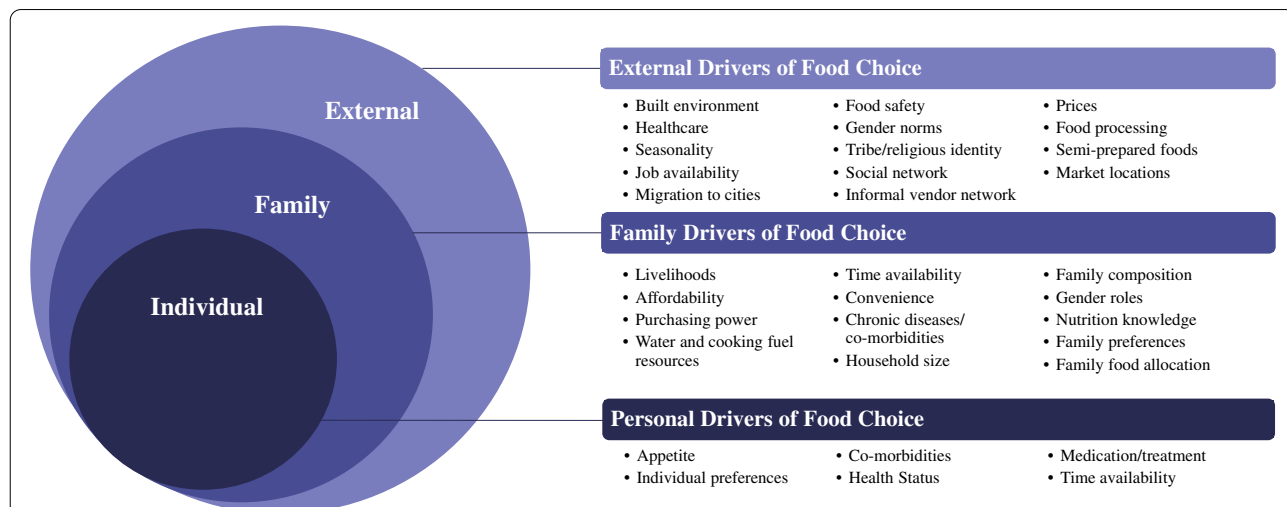 External
Family
Individual
External Drivers of Food Choice
• Built environment
• Healthcare
• Seasonality
• Job availability
• Migration to cities
• Food safety
• Gender norms
• Tribe/religious identity
• Social network
• Informal vendor network
• Prices
• Food processing
• Semi-prepared foods
• Market locations
Family Drivers of Food Choice
• Livelihoods
• Affordability
• Purchasing power
• Water and cooking fuel
resources
• Time availability
• Convenience
• Chronic diseases/
co-morbidities
• Household size
• Family composition
• Gender roles
• Nutrition knowledge
• Family preferences
• Family food allocation
Personal Drivers of Food Choice
• Appetite
• Individual preferences
• Co-morbidities
• Health Status
• Medication/treatment
• Time availability